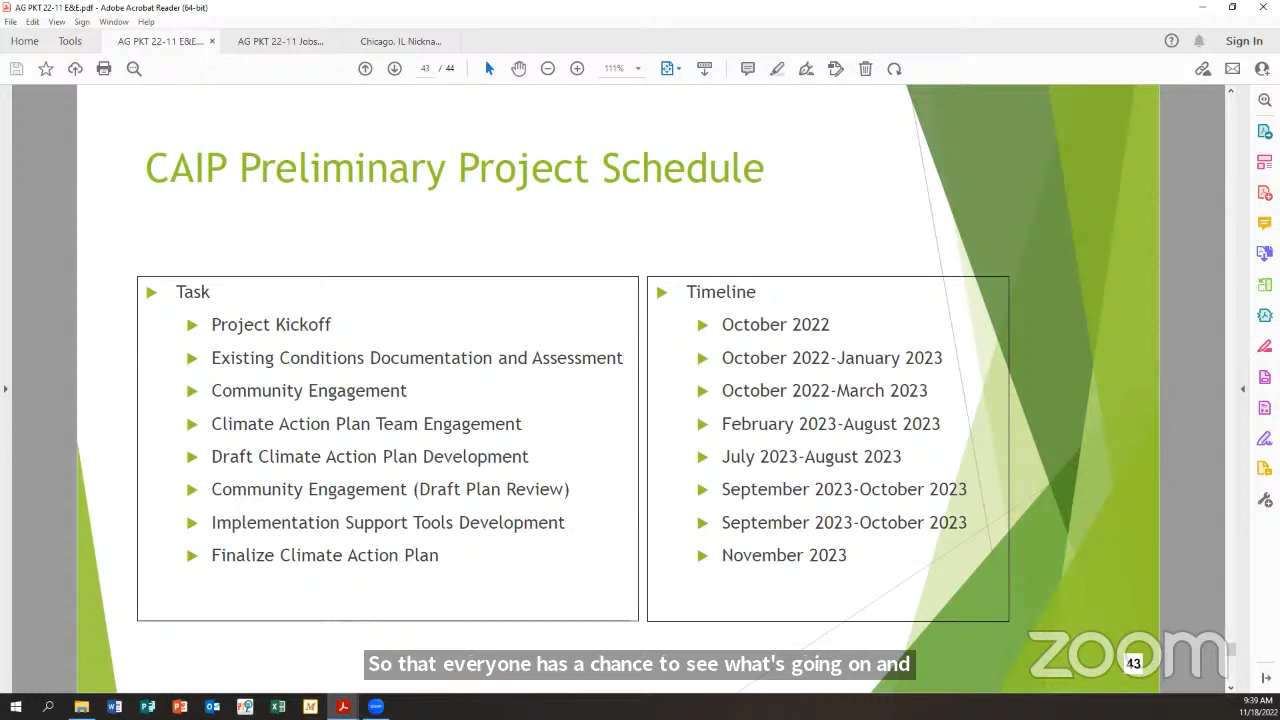 AG PKT 22-11 E&E.pdf - Adobe Acrobat Reader (64-bit)
File Edit View Sign Window Help
Home Tools AG PKT 22-11 E&E... × AG PKT 22-11 Jobs... Chicago, IL Nickna... Sign In
43 / 44 111%
CAIP Preliminary Project Schedule
Task
Project Kickoff
Existing Conditions Documentation and Assessment
Community Engagement
Climate Action Plan Team Engagement
Draft Climate Action Plan Development
Community Engagement (Draft Plan Review)
Implementation Support Tools Development
Finalize Climate Action Plan
Timeline
October 2022
October 2022-January 2023
October 2022-March 2023
February 2023-August 2023
July 2023-August 2023
September 2023-October 2023
September 2023-October 2023
November 2023
zoom
43
So that everyone has a chance to see what's going on and
9:39 AM
11/18/2022